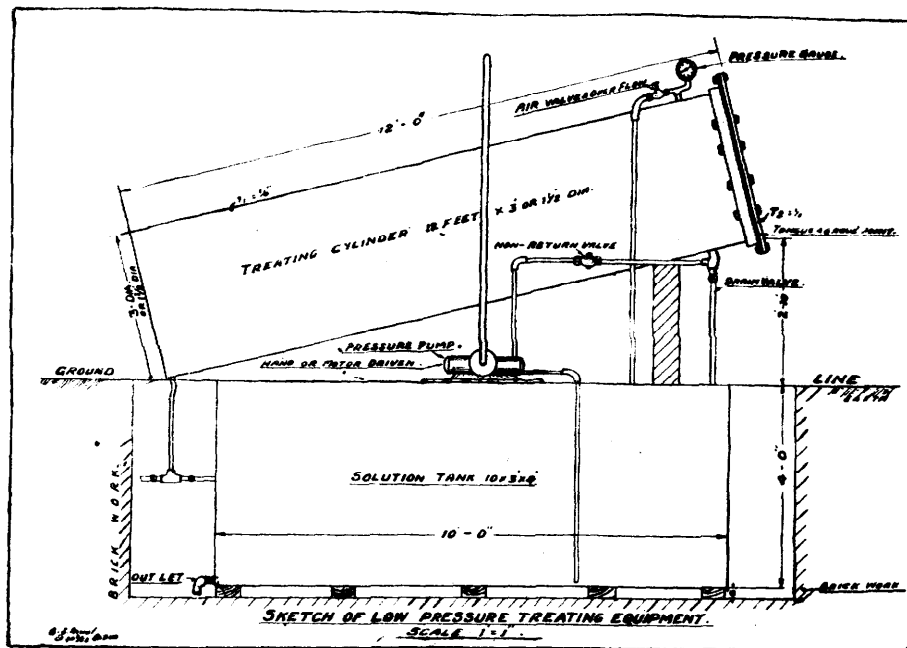 PRESSURE GAUGE.
AIR VALVE OVER FLOW
12'-0"
TREATING CYLINDER 12 FEET × 3' OR 1½ DIA.
TONGUE & GROOVE JOINT.
NON-RETURN VALVE
DRAIN VALVE
3' DIA
OR 1½ DIA
PRESSURE PUMP.
HAND OR MOTOR DRIVEN.
GROUND
LINE
BRICK WORK.
SOLUTION TANK 10×3×4
4'-0"
10'-0"
OUTLET
BRICK WORK
SKETCH OF LOW PRESSURE TREATING EQUIPMENT.
SCALE 1"=1'.